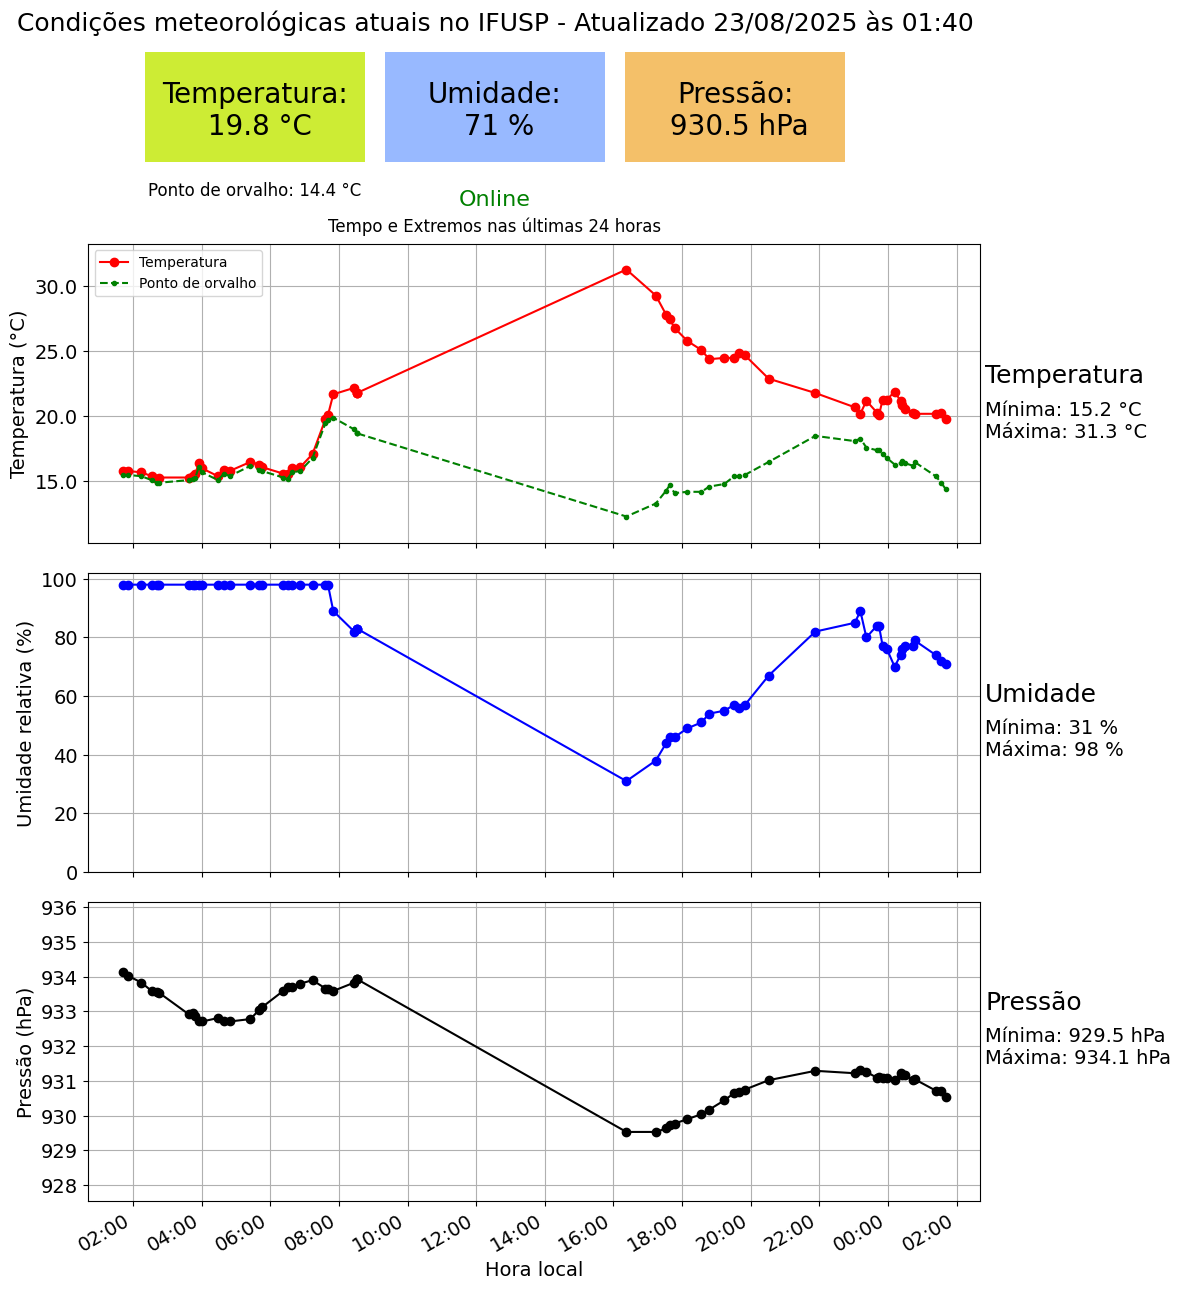 Condições meteorológicas atuais no IFUSP - Atualizado 23/08/2025 às 01:40
Temperatura:
19.8 °C
Umidade:
71 %
Pressão:
930.5 hPa
Ponto de orvalho: 14.4 °C
Online
Tempo e Extremos nas últimas 24 horas
Temperatura
Ponto de orvalho
Temperatura (°C)
30.0
25.0
20.0
15.0
Temperatura
Mínima: 15.2 °C
Máxima: 31.3 °C
Umidade relativa (%)
100
80
60
40
20
0
Umidade
Mínima: 31 %
Máxima: 98 %
Pressão (hPa)
936
935
934
933
932
931
930
929
928
Pressão
Mínima: 929.5 hPa
Máxima: 934.1 hPa
02:00 04:00 06:00 08:00 10:00 12:00 14:00 16:00 18:00 20:00 22:00 00:00 02:00
Hora local